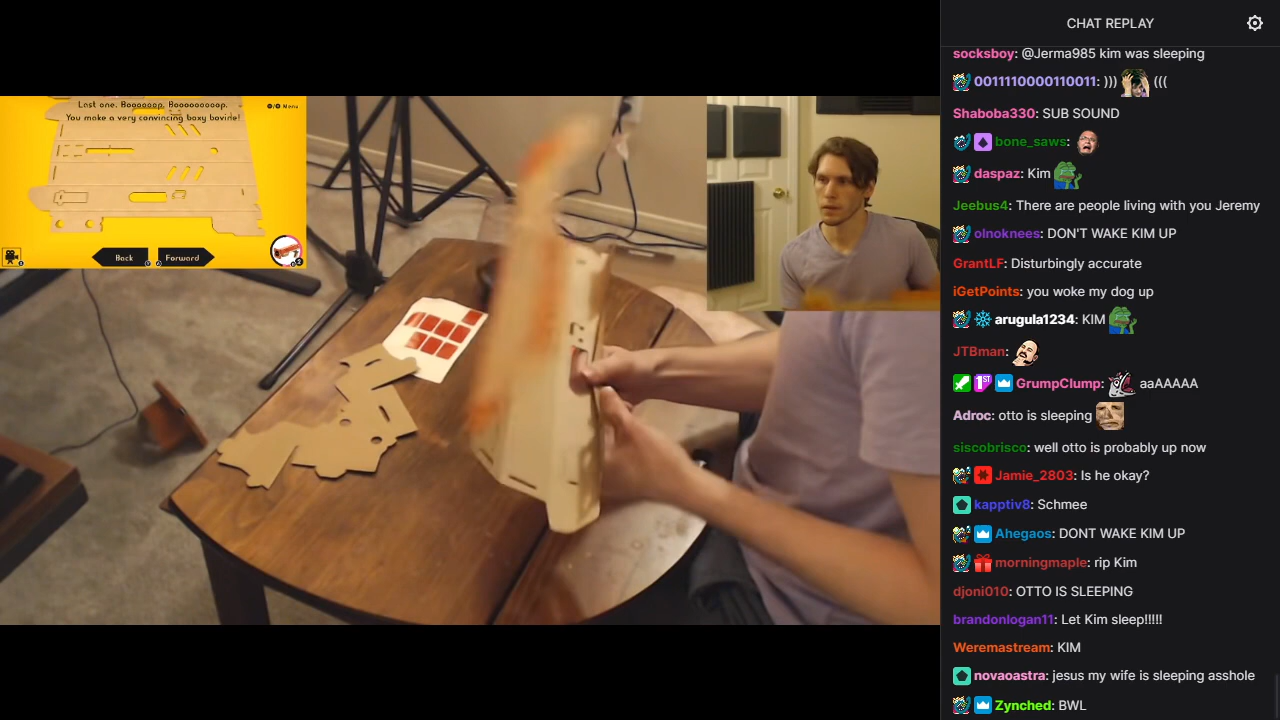 Last one. Baaaaaap. Baaaaaaaaap.
You make a very convincing boxy bovine!
Menu
Back
Forward
CHAT REPLAY
socksboy: @Jerma985 kim was sleeping
0011110000110011: ))) (((
Shaboba330: SUB SOUND
bone_saws:
daspaz: Kim
Jeebus4: There are people living with you Jeremy
olnoknees: DON'T WAKE KIM UP
GrantLF: Disturbingly accurate
iGetPoints: you woke my dog up
arugula1234: KIM
JTBman:
1ST GrumpClump: aaAAAAA
Adroc: otto is sleeping
siscobrisco: well otto is probably up now
Jamie_2803: Is he okay?
kapptiv8: Schmee
Ahegaos: DONT WAKE KIM UP
morningmaple: rip Kim
djoni010: OTTO IS SLEEPING
brandonlogan11: Let Kim sleep!!!!!
Weremastream: KIM
novaoastra: jesus my wife is sleeping asshole
Zynched: BWL